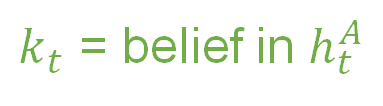 $k_t$ = belief in $h_t^A$